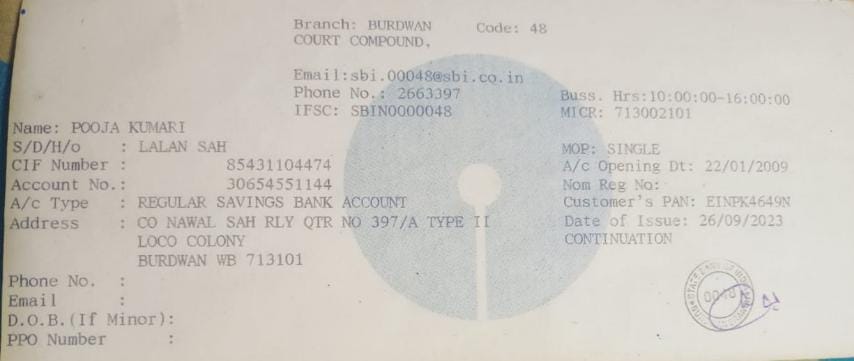 Branch: BURDWAN Code: 48
COURT COMPOUND,
Email:sbi.00048@sbi.co.in
Phone No.: 2663397 Buss. Hrs:10:00:00-16:00:00
IFSC: SBIN0000048 MICR: 713002101
Name: POOJA KUMARI
S/D/H/o : LALAN SAH MOP: SINGLE
CIF Number : 85431104474 A/c Opening Dt: 22/01/2009
Account No.: 30654551144 Nom Reg No:
A/c Type : REGULAR SAVINGS BANK ACCOUNT Customer's PAN: EINPK4649N
Address : CO NAWAL SAH RLY QTR NO 397/A TYPE II Date of Issue: 26/09/2023
LOCO COLONY CONTINUATION
BURDWAN WB 713101
Phone No. :
Email :
D.O.B.(If Minor):
PPO Number :
STATE BANK OF INDIA